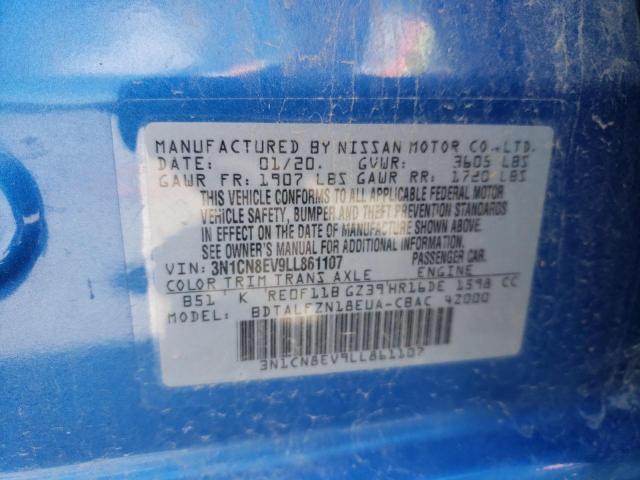 MANUFACTURED BY NISSAN MOTOR CO.,LTD.
DATE: 01/20. GVWR: 3605 LBS
GAWR FR: 1907 LBS GAWR RR: 1720 LBS
THIS VEHICLE CONFORMS TO ALL APPLICABLE FEDERAL MOTOR
VEHICLE SAFETY, BUMPER AND THEFT PREVENTION STANDARDS
IN EFFECT ON THE DATE OF MANUFACTURE SHOWN ABOVE.
SEE OWNER'S MANUAL FOR ADDITIONAL INFORMATION.
VIN: 3N1CN8EV9LL861107 PASSENGER CAR.
COLOR TRIM TRANS AXLE ENGINE
B51 K RE0F11B GZ39 HR16DE 1598 CC
MODEL: BDTALFZN18EUA-CBAC 42000
3N1CN8EV9LL861107